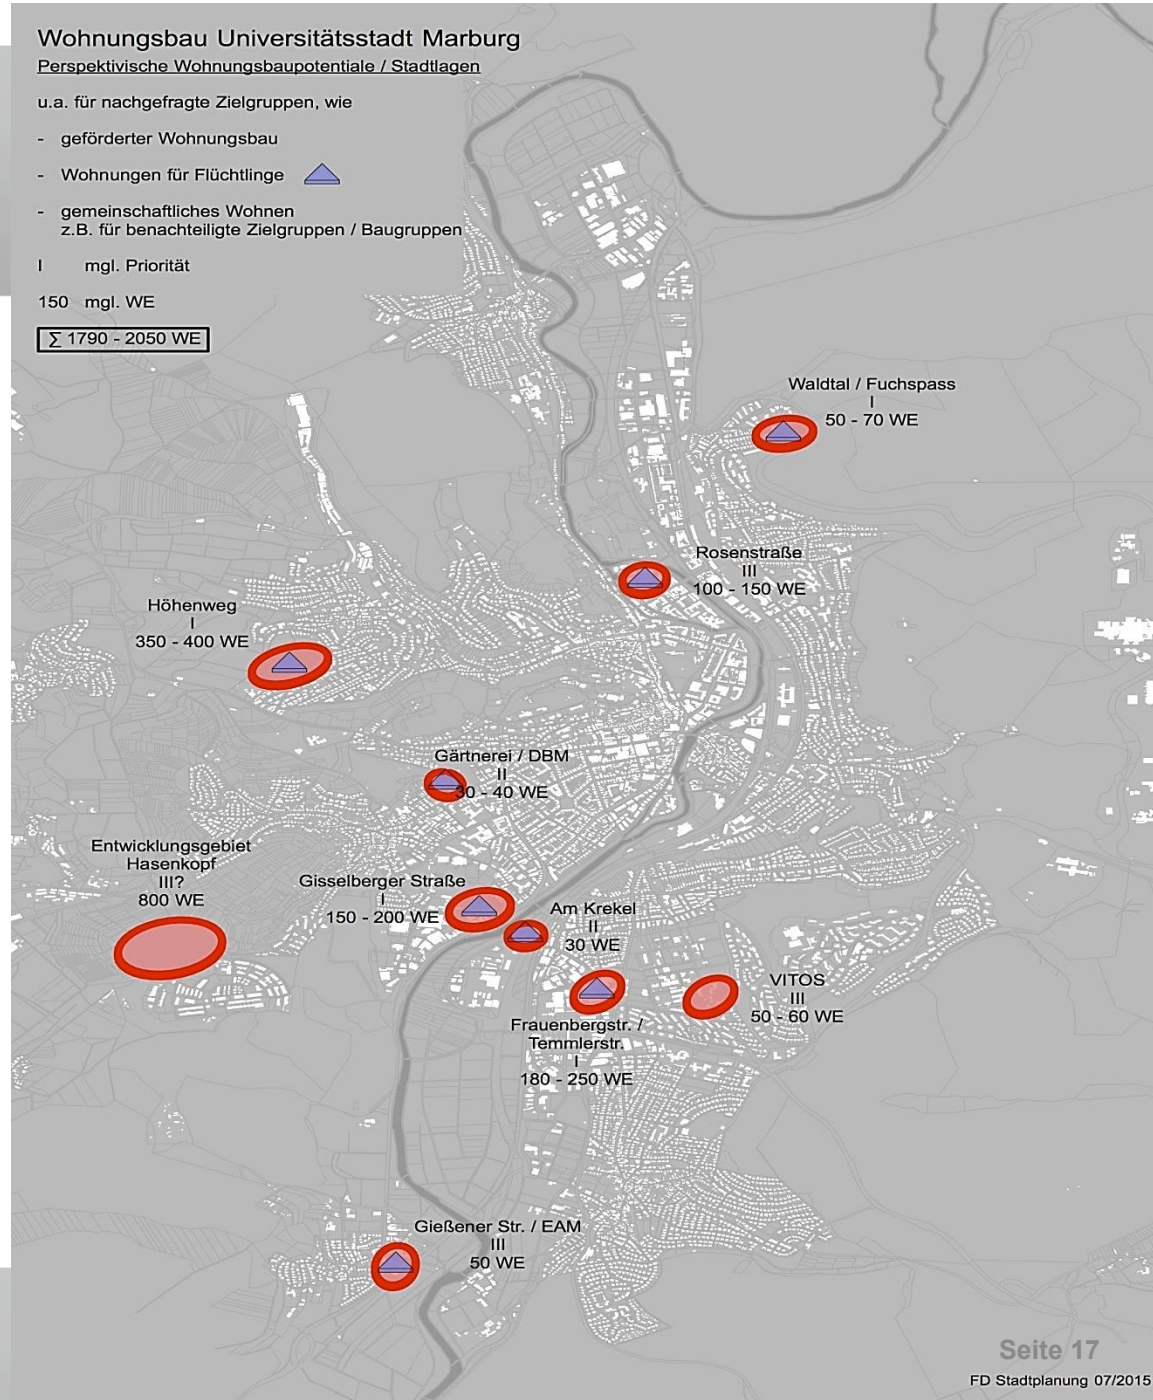 Wohnungsbau Universitätsstadt Marburg
Perspektivische Wohnungsbaupotentiale / Stadtlagen
u.a. für nachgefragte Zielgruppen, wie
- geförderter Wohnungsbau
- Wohnungen für Flüchtlinge
- gemeinschaftliches Wohnen
z.B. für benachteiligte Zielgruppen / Baugruppen
I mgl. Priorität
150 mgl. WE
∑ 1790 - 2050 WE
Waldtal / Fuchspass
I
50 - 70 WE
Rosenstraße
III
100 - 150 WE
Höhenweg
I
350 - 400 WE
Gärtnerei / DBM
II
30 - 40 WE
Entwicklungsgebiet
Hasenkopf
III?
800 WE
Gisselberger Straße
I
150 - 200 WE
Am Krekel
II
30 WE
VITOS
III
50 - 60 WE
Frauenbergstr. /
Temmlerstr.
I
180 - 250 WE
Gießener Str. / EAM
III
50 WE
Seite 17
FD Stadtplanung 07/2015